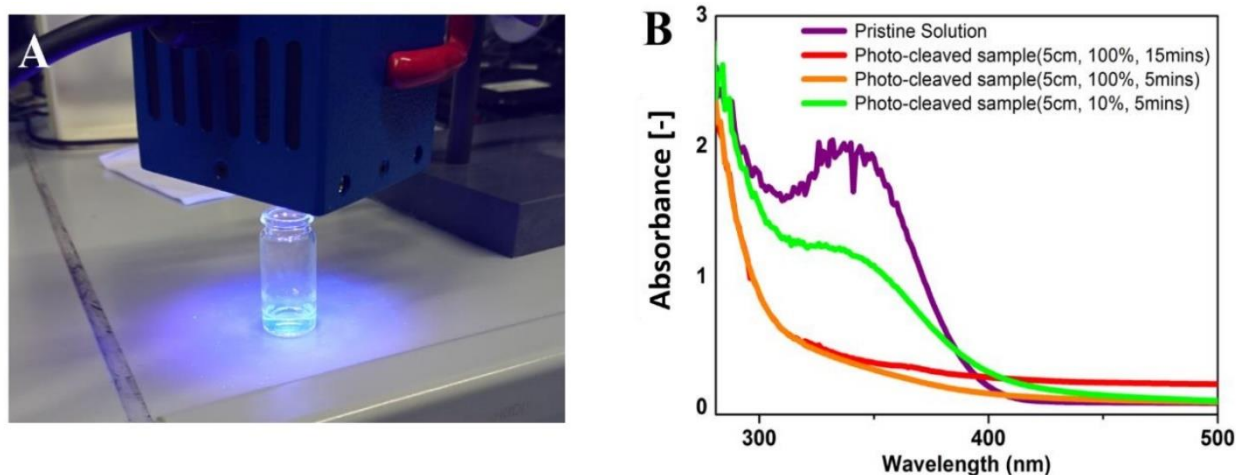 A
B
3
Pristine Solution
Photo-cleaved sample(5cm, 100%, 15mins)
Photo-cleaved sample(5cm, 100%, 5mins)
Photo-cleaved sample(5cm, 10%, 5mins)
2
Absorbance [-]
1
0
300
400
500
Wavelength (nm)